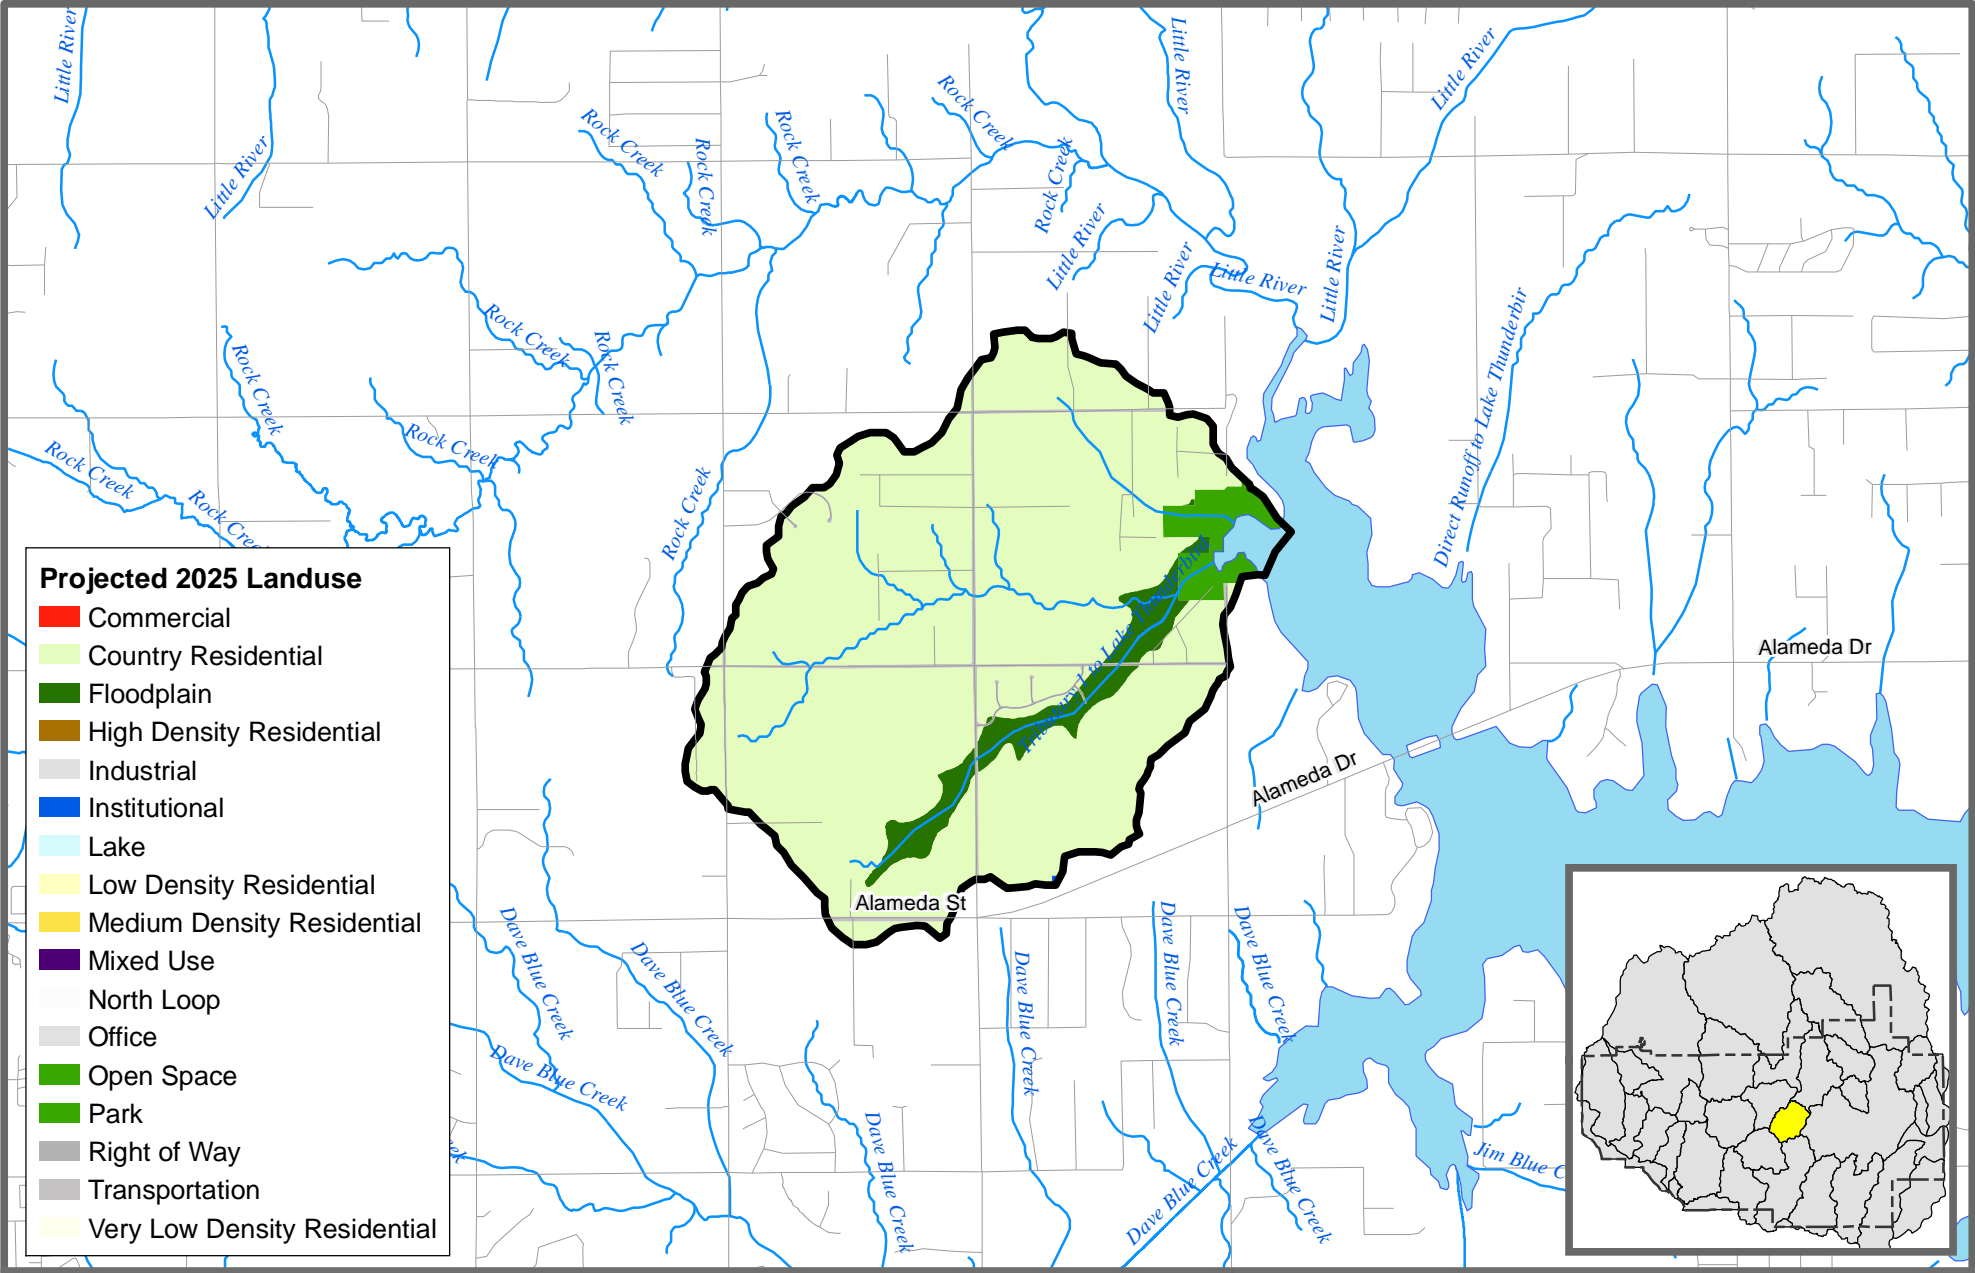 Little River
Little River
Little River
Little River
Rock Creek
Rock Creek
Rock Creek
Rock Creek
Rock Creek
Little River
Little River
Little River
Little River
Rock Creek
Rock Creek
Rock Creek
Rock Creek
Rock Creek
Rock Creek
Rock Creek
Direct Runoff to Lake Thunderbir
Tributary 1 to Lake Thunderbird
Alameda Dr
Alameda Dr
Alameda St
Projected 2025 Landuse
Commercial
Country Residential
Floodplain
High Density Residential
Industrial
Institutional
Lake
Low Density Residential
Medium Density Residential
Mixed Use
North Loop
Office
Open Space
Park
Right of Way
Transportation
Very Low Density Residential
Dave Blue Creek
Dave Blue Creek
Dave Blue Creek
Dave Blue Creek
Dave Blue Creek
Dave Blue Creek
Dave Blue Creek
Dave Blue Creek
Dave Blue Creek
Jim Blue C